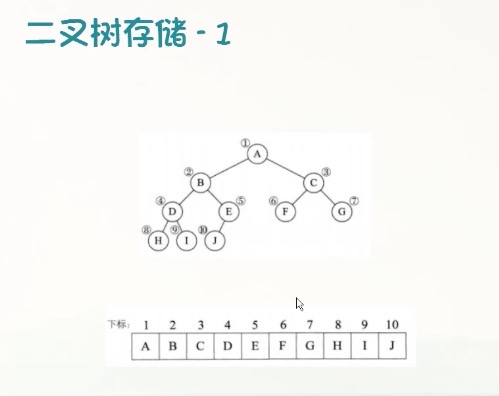 二叉树存储 - 1
① A
② B ③ C
④ D ⑤ E ⑥ F ⑦ G
⑧ H ⑨ I ⑩ J
下标: 1 2 3 4 5 6 7 8 9 10
A B C D E F G H I J